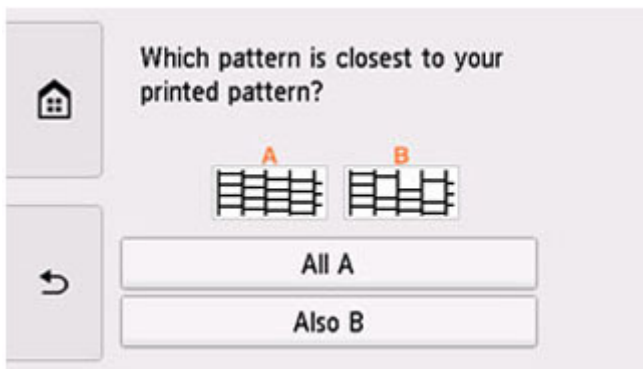 Which pattern is closest to your
printed pattern?
A B
All A
Also B